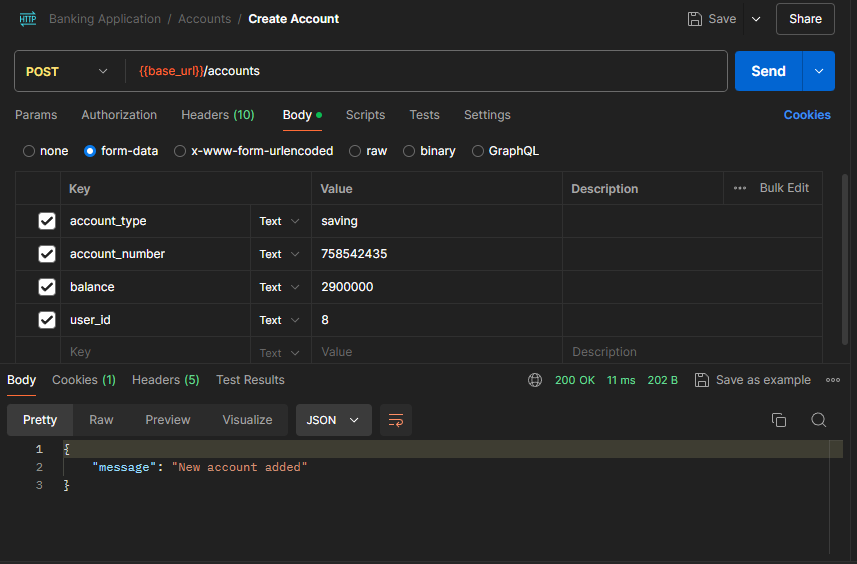 HTTP Banking Application / Accounts / Create Account Save Share
POST {{base_url}}/accounts Send
Params Authorization Headers (10) Body Scripts Tests Settings Cookies
none form-data x-www-form-urlencoded raw binary GraphQL
Key Value Description ••• Bulk Edit
account_type Text saving
account_number Text 758542435
balance Text 2900000
user_id Text 8
Key Text Value Description
Body Cookies (1) Headers (5) Test Results 200 OK 11 ms 202 B Save as example
Pretty Raw Preview Visualize JSON
1 {
2 "message": "New account added"
3 }